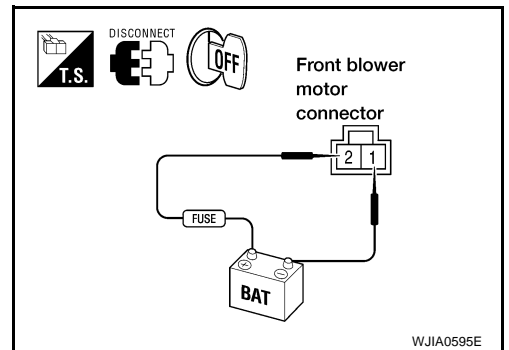 DISCONNECT
T.S.
OFF
Front blower
motor
connector
2 1
FUSE
+ −
BAT
WJIA0595E